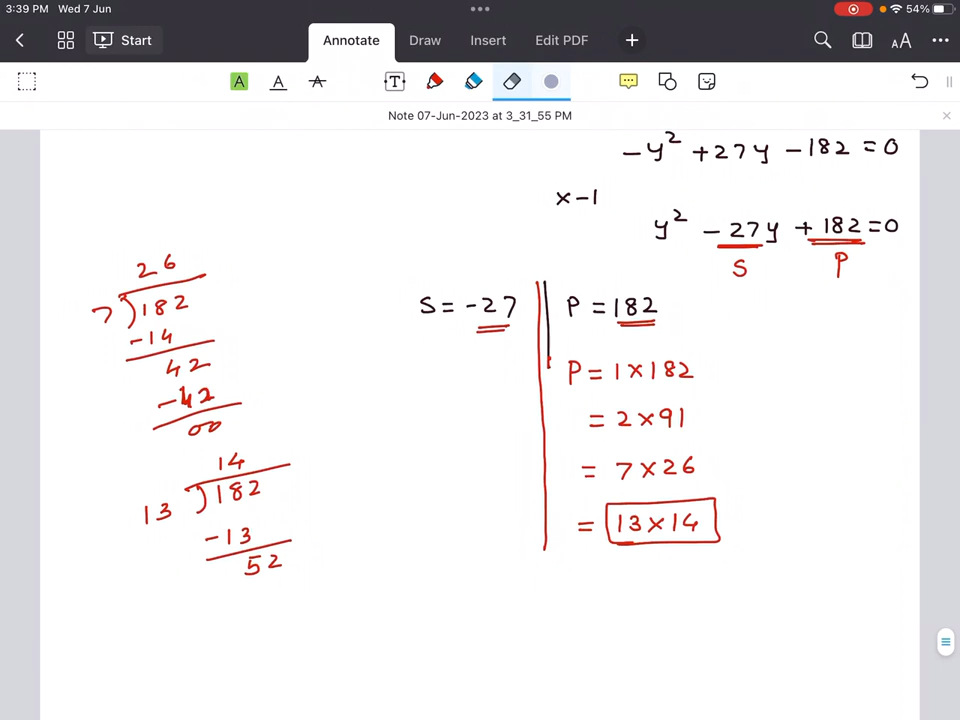 3:39 PM Wed 7 Jun 54%
Start Annotate Draw Insert Edit PDF
A A A T
Note 07-Jun-2023 at 3_31_55 PM
-y² +27y -182 =0
x -1
y² - 27y + 182 =0
S P
26
7)182
-14
42
-42
00
14
13)182
-13
52
S = -27 P = 182
P = 1 x 182
= 2 x 91
= 7 x 26
= 13 x 14